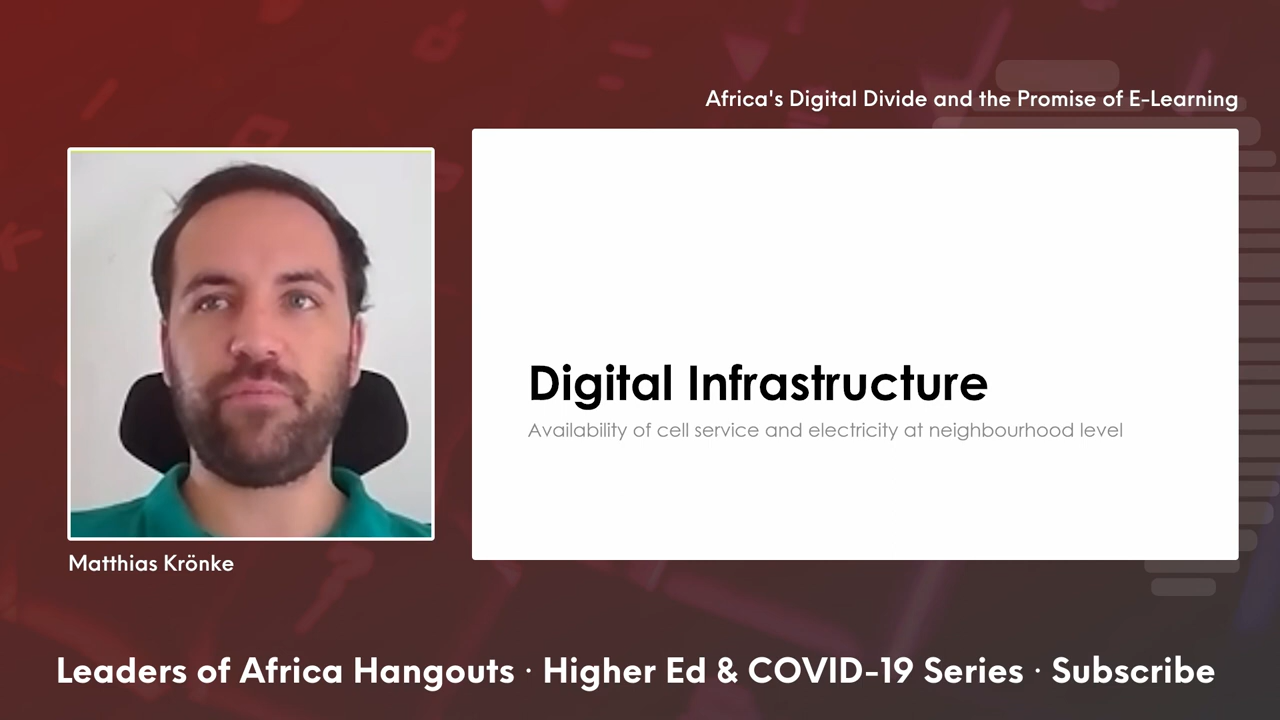 Africa's Digital Divide and the Promise of E-Learning
Digital Infrastructure
Availability of cell service and electricity at neighbourhood level
Matthias Krönke
Leaders of Africa Hangouts · Higher Ed & COVID-19 Series · Subscribe